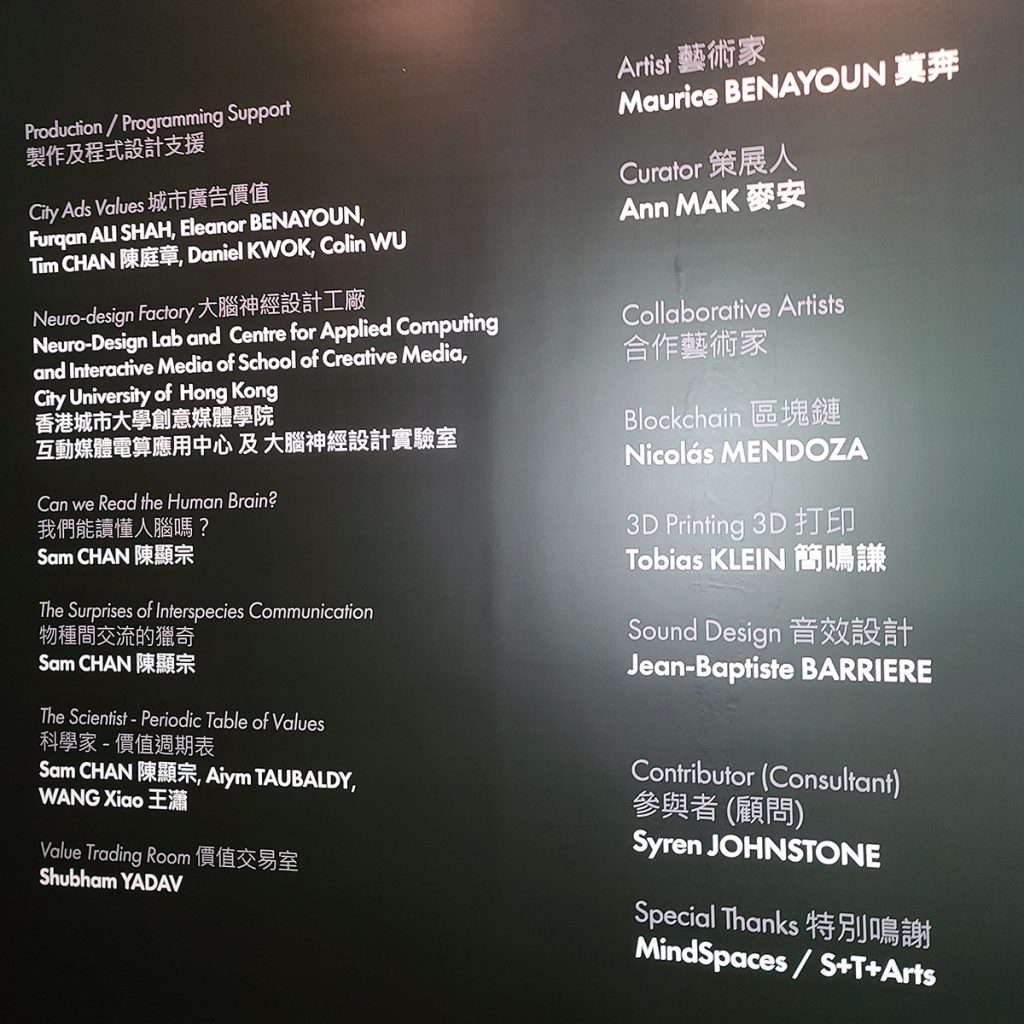 Production / Programming Support
製作及程式設計支援
City Ads Values 城市廣告價值
Furqan ALI SHAH, Eleanor BENAYOUN,
Tim CHAN 陳庭章, Daniel KWOK, Colin WU
Neuro-design Factory 大腦神經設計工廠
Neuro-Design Lab and Centre for Applied Computing
and Interactive Media of School of Creative Media,
City University of Hong Kong
香港城市大學創意媒體學院
互動媒體電算應用中心 及 大腦神經設計實驗室
Can we Read the Human Brain?
我們能讀懂人腦嗎？
Sam CHAN 陳顯宗
The Surprises of Interspecies Communication
物種間交流的獵奇
Sam CHAN 陳顯宗
The Scientist - Periodic Table of Values
科學家 - 價值週期表
Sam CHAN 陳顯宗, Aiym TAUBALDY,
WANG Xiao 王瀟
Value Trading Room 價值交易室
Shubham YADAV
Artist 藝術家
Maurice BENAYOUN 莫奔
Curator 策展人
Ann MAK 麥安
Collaborative Artists
合作藝術家
Blockchain 區塊鏈
Nicolás MENDOZA
3D Printing 3D 打印
Tobias KLEIN 簡鳴謙
Sound Design 音效設計
Jean-Baptiste BARRIERE
Contributor (Consultant)
參與者 (顧問)
Syren JOHNSTONE
Special Thanks 特別鳴謝
MindSpaces / S+T+Arts